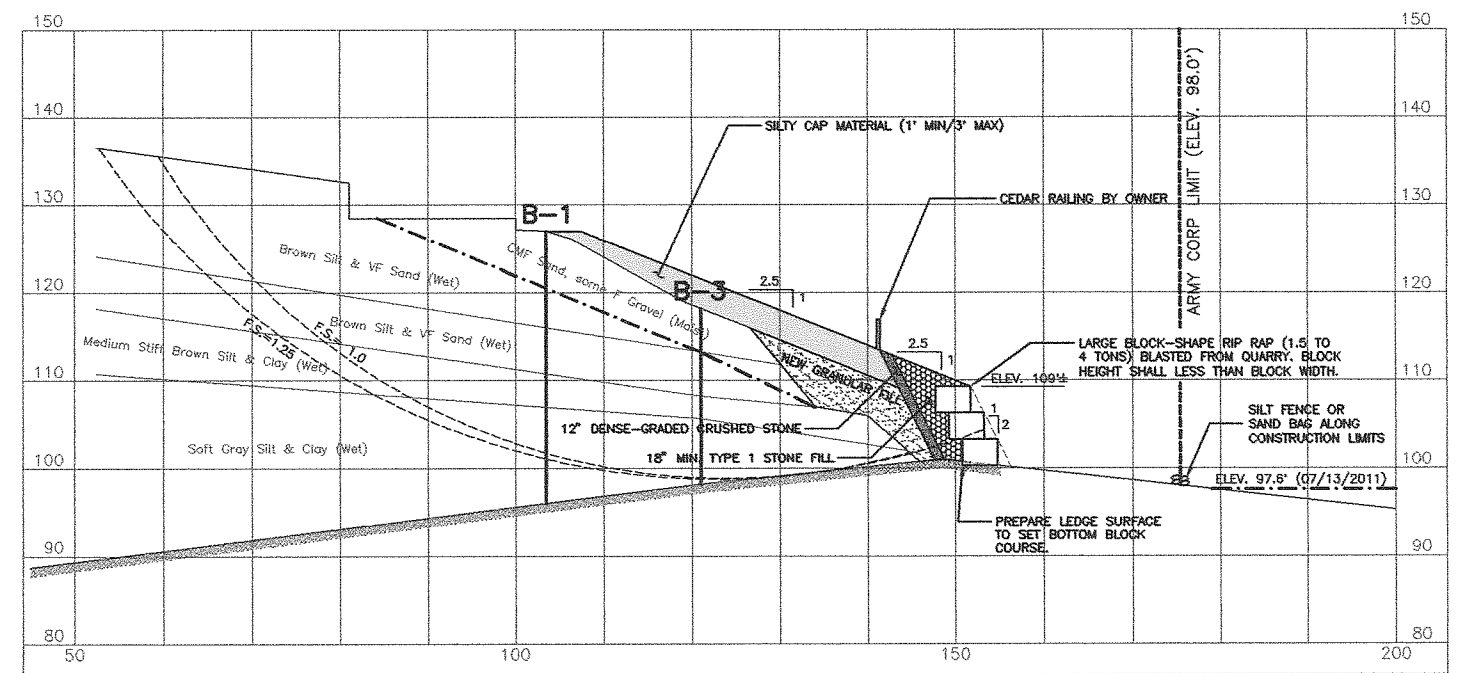 150
150
140
140
130
130
120
120
110
110
100
100
90
90
80
80
50
100
150
200
SILTY CAP MATERIAL (1' MIN/3' MAX)
ARMY CORP LIMIT (ELEV. 98.0')
CEDAR RAILING BY OWNER
B-1
CMF Sand, some F Gravel (Moist)
Brown Silt & VF Sand (Wet)
2.5
1
B-3
Brown Silt & VF Sand (Wet)
F.S.=1.25
F.S.= 1.0
Medium Stiff Brown Silt & Clay (Wet)
Soft Gray Silt & Clay (Wet)
NEW GRANULAR FILL
2.5
1
LARGE BLOCK-SHAPE RIP RAP (1.5 TO
4 TONS) BLASTED FROM QUARRY. BLOCK
HEIGHT SHALL LESS THAN BLOCK WIDTH.
ELEV. 109'±
1
2
12" DENSE-GRADED CRUSHED STONE
18" MIN. TYPE 1 STONE FILL
SILT FENCE OR
SAND BAG ALONG
CONSTRUCTION LIMITS
ELEV. 97.6' (07/13/2011)
PREPARE LEDGE SURFACE
TO SET BOTTOM BLOCK
COURSE.